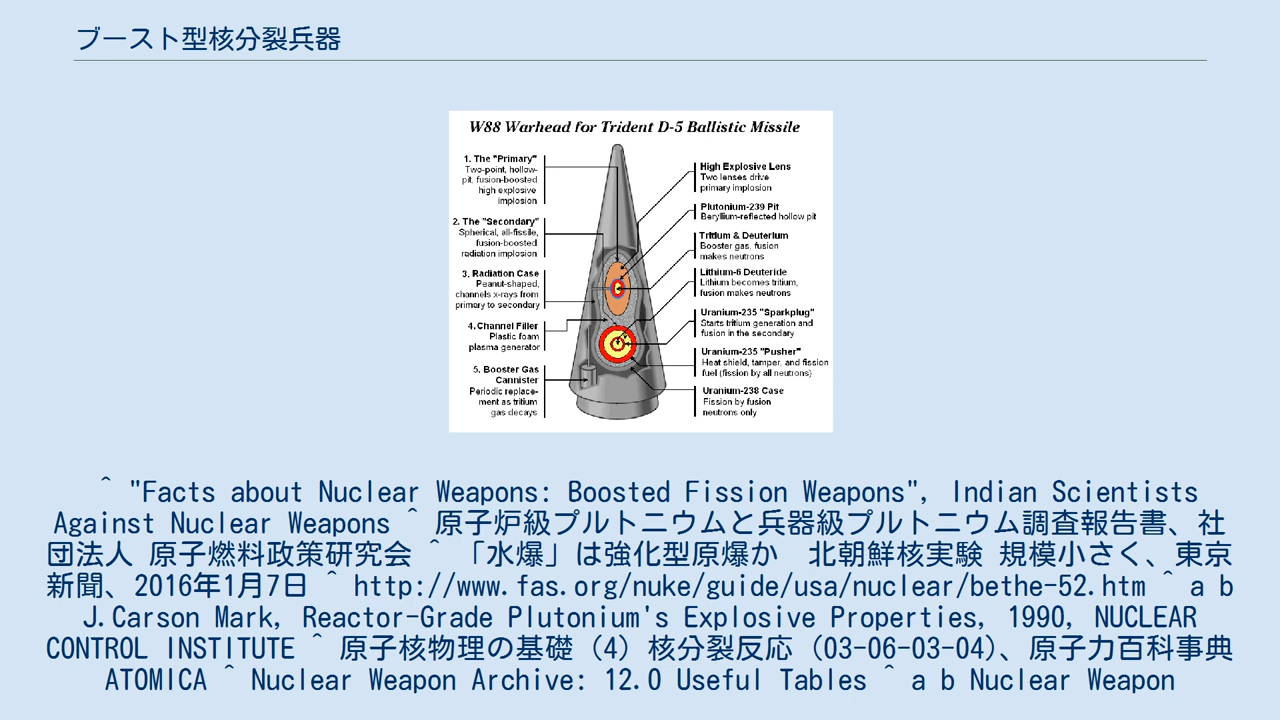 ブースト型核分裂兵器
W88 Warhead for Trident D-5 Ballistic Missile
1. The "Primary"
Two-point, hollow-
pit, fusion-boosted
high explosive
implosion
2. The "Secondary"
Spherical, all-fissile,
fusion-boosted
radiation implosion
3. Radiation Case
Peanut-shaped,
channels x-rays from
primary to secondary
4. Channel Filler
Plastic foam
plasma generator
5. Booster Gas
Cannister
Periodic replace-
ment as tritium
gas decays
High Explosive Lens
Two lenses drive
primary implosion
Plutonium-239 Pit
Beryllium-reflected hollow pit
Tritium & Deuterium
Booster gas, fusion
makes neutrons
Lithium-6 Deuteride
Lithium becomes tritium,
fusion makes neutrons
Uranium-235 "Sparkplug"
Starts tritium generation and
fusion in the secondary
Uranium-235 "Pusher"
Heat shield, tamper, and fission
fuel (fission by all neutrons)
Uranium-238 Case
Fission by fusion
neutrons only
^ "Facts about Nuclear Weapons: Boosted Fission Weapons", Indian Scientists
Against Nuclear Weapons ^ 原子炉級プルトニウムと兵器級プルトニウム調査報告書、社
団法人 原子燃料政策研究会 ^ 「水爆」は強化型原爆か　北朝鮮核実験 規模小さく、東京
新聞、2016年1月7日 ^ http://www.fas.org/nuke/guide/usa/nuclear/bethe-52.htm ^ a b
J.Carson Mark, Reactor-Grade Plutonium's Explosive Properties, 1990, NUCLEAR
CONTROL INSTITUTE ^ 原子核物理の基礎（4）核分裂反応（03-06-03-04）、原子力百科事典
ATOMICA ^ Nuclear Weapon Archive: 12.0 Useful Tables ^ a b Nuclear Weapon